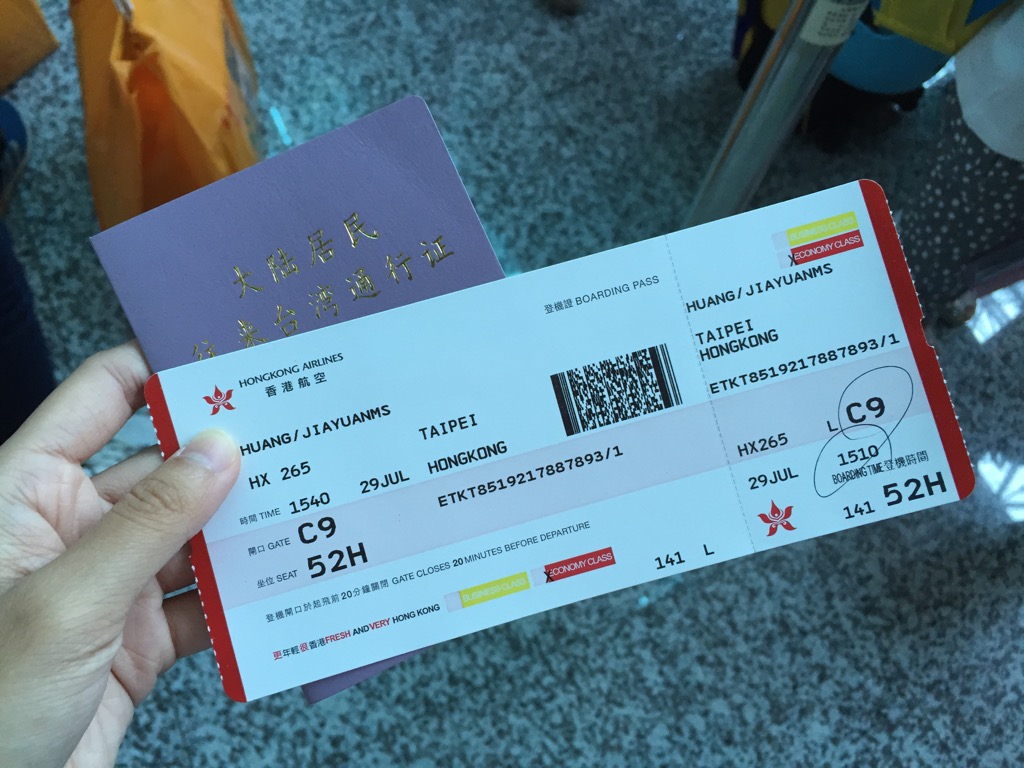 大陆居民
往来台湾通行证
HONGKONG AIRLINES
香港航空
登機證 BOARDING PASS
HUANG/JIAYUANMS
TAIPEI
HX 265
HONGKONG
時間 TIME 1540 29JUL
ETKT8519217887893/1
閘口 GATE C9
坐位 SEAT 52H
登機閘口於起飛前20分鐘關閉 GATE CLOSES 20 MINUTES BEFORE DEPARTURE
BUSINESS CLASS
X ECONOMY CLASS
141 L
更年輕很香港FRESH AND VERY HONG KONG
BUSINESS CLASS
X ECONOMY CLASS
HUANG/JIAYUANMS
TAIPEI
HONGKONG
ETKT8519217887893/1
L C9
HX265
1510
29JUL
BOARDING TIME 登機時間
141 52H